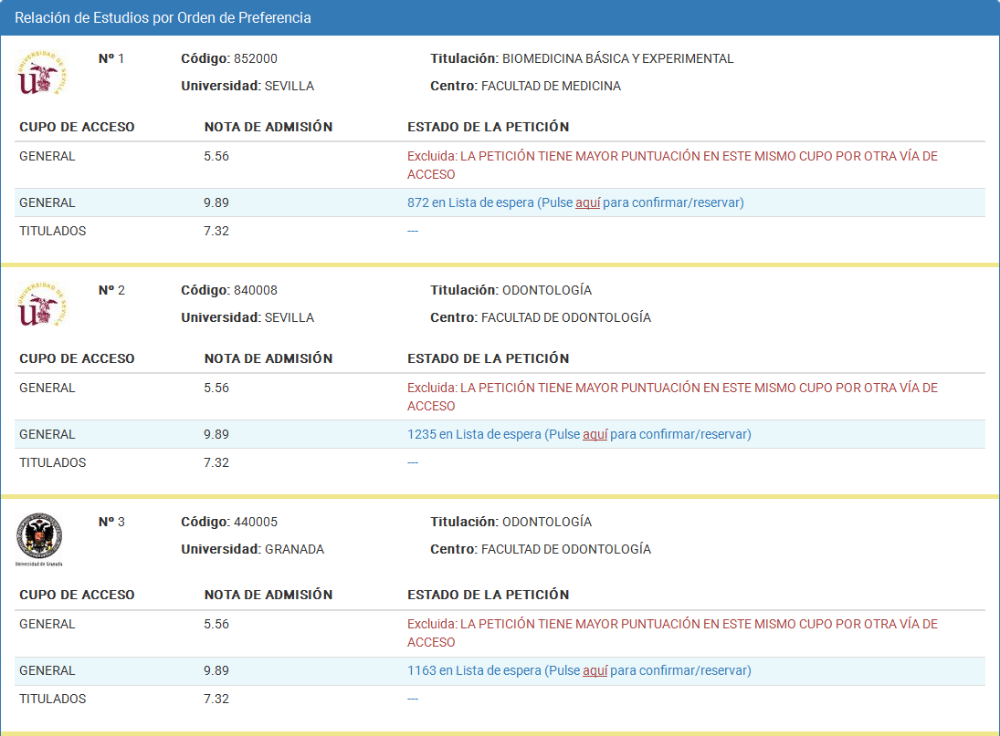 Relación de Estudios por Orden de Preferencia
UNIVERSIDAD DE SEVILLA
Nº 1
Código: 852000
Titulación: BIOMEDICINA BÁSICA Y EXPERIMENTAL
Universidad: SEVILLA
Centro: FACULTAD DE MEDICINA
CUPO DE ACCESO NOTA DE ADMISIÓN ESTADO DE LA PETICIÓN
GENERAL 5.56 Excluida: LA PETICIÓN TIENE MAYOR PUNTUACIÓN EN ESTE MISMO CUPO POR OTRA VÍA DE
ACCESO
GENERAL 9.89 872 en Lista de espera (Pulse aquí para confirmar/reservar)
TITULADOS 7.32 ---
UNIVERSIDAD DE SEVILLA
Nº 2
Código: 840008
Titulación: ODONTOLOGÍA
Universidad: SEVILLA
Centro: FACULTAD DE ODONTOLOGÍA
CUPO DE ACCESO NOTA DE ADMISIÓN ESTADO DE LA PETICIÓN
GENERAL 5.56 Excluida: LA PETICIÓN TIENE MAYOR PUNTUACIÓN EN ESTE MISMO CUPO POR OTRA VÍA DE
ACCESO
GENERAL 9.89 1235 en Lista de espera (Pulse aquí para confirmar/reservar)
TITULADOS 7.32 ---
Universidad de Granada
Nº 3
Código: 440005
Titulación: ODONTOLOGÍA
Universidad: GRANADA
Centro: FACULTAD DE ODONTOLOGÍA
CUPO DE ACCESO NOTA DE ADMISIÓN ESTADO DE LA PETICIÓN
GENERAL 5.56 Excluida: LA PETICIÓN TIENE MAYOR PUNTUACIÓN EN ESTE MISMO CUPO POR OTRA VÍA DE
ACCESO
GENERAL 9.89 1163 en Lista de espera (Pulse aquí para confirmar/reservar)
TITULADOS 7.32 ---